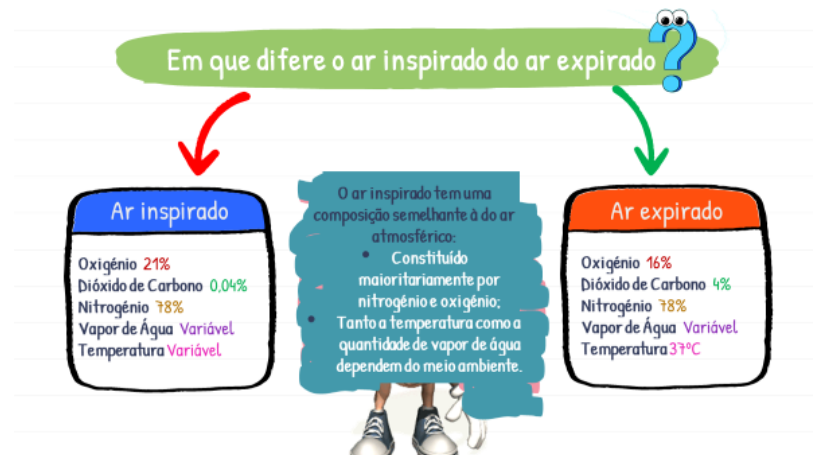 Em que difere o ar inspirado do ar expirado ?
Ar inspirado
Oxigénio 21%
Dióxido de Carbono 0,04%
Nitrogénio 78%
Vapor de Água Variável
Temperatura Variável
O ar inspirado tem uma
composição semelhante à do ar
atmosférico:
• Constituído
maioritariamente por
nitrogénio e oxigénio;
• Tanto a temperatura como a
quantidade de vapor de água
dependem do meio ambiente.
Ar expirado
Oxigénio 16%
Dióxido de Carbono 4%
Nitrogénio 78%
Vapor de Água Variável
Temperatura 37ºC